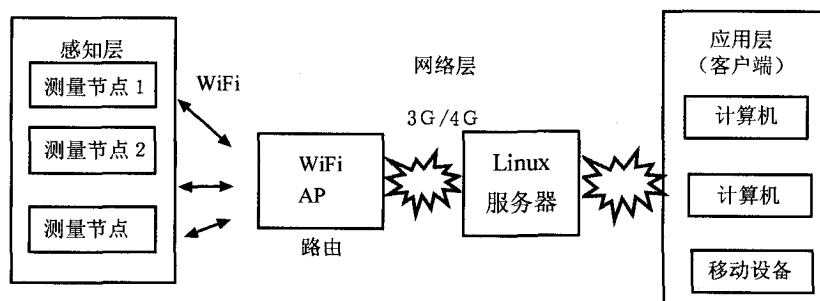 感知层
测量节点 1
测量节点 2
测量节点
WiFi
网络层
3G/4G
WiFi
AP
路由
Linux
服务器
应用层
（客户端）
计算机
计算机
移动设备